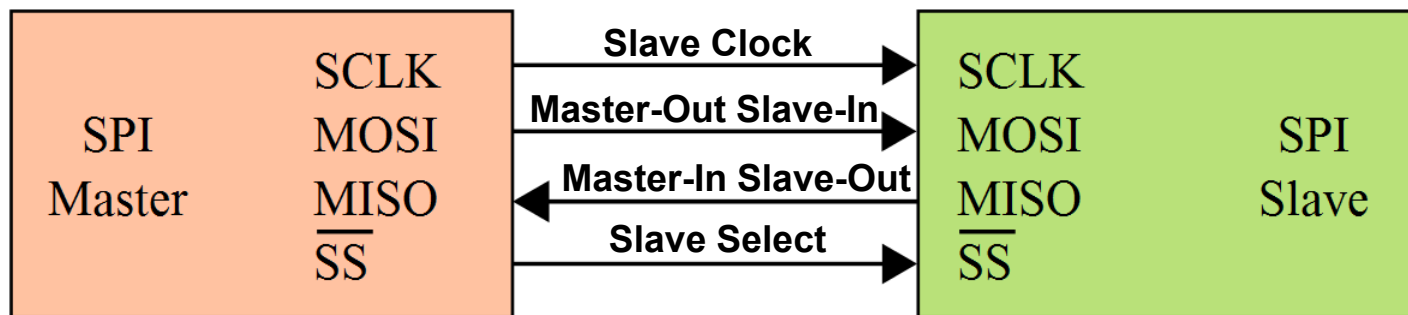 Slave Clock
SCLK SCLK
Master-Out Slave-In
SPI MOSI MOSI SPI
Master-In Slave-Out
Master MISO MISO Slave
Slave Select
SS SS